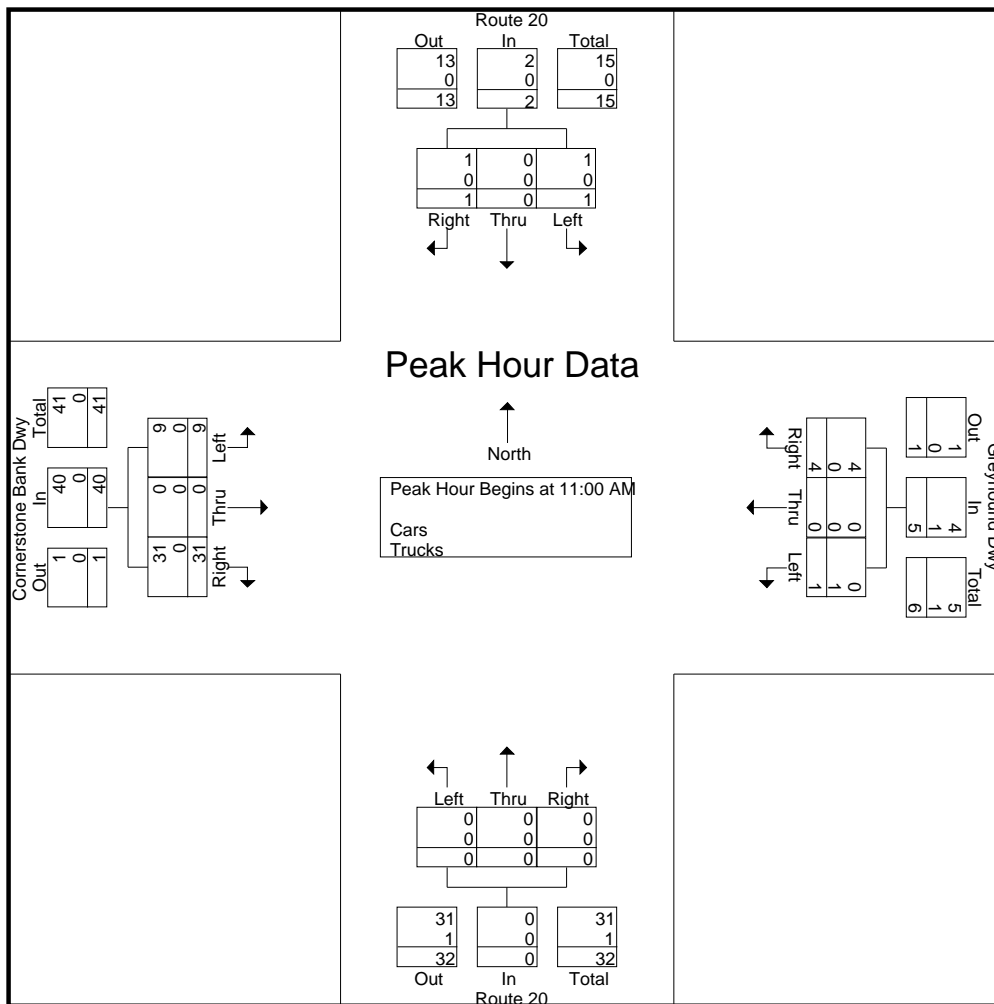 Route 20
Out In Total
13 2 15
0 0 0
13 2 15
1 0 1
0 0 0
1 0 1
Right Thru Left
Peak Hour Data
North
Peak Hour Begins at 11:00 AM
Cars
Trucks
Cornerstone Bank Dwy
Out In Total
1 40 41
0 0 0
1 40 41
Left Thru Right
9 0 31
0 0 0
9 0 31
Greyhound Dwy
Out In Total
1 4 5
0 1 1
1 5 6
Right Thru Left
4 0 0
0 0 1
4 0 1
Left Thru Right
0 0 0
0 0 0
0 0 0
31 0 31
1 0 1
32 0 32
Out In Total
Route 20